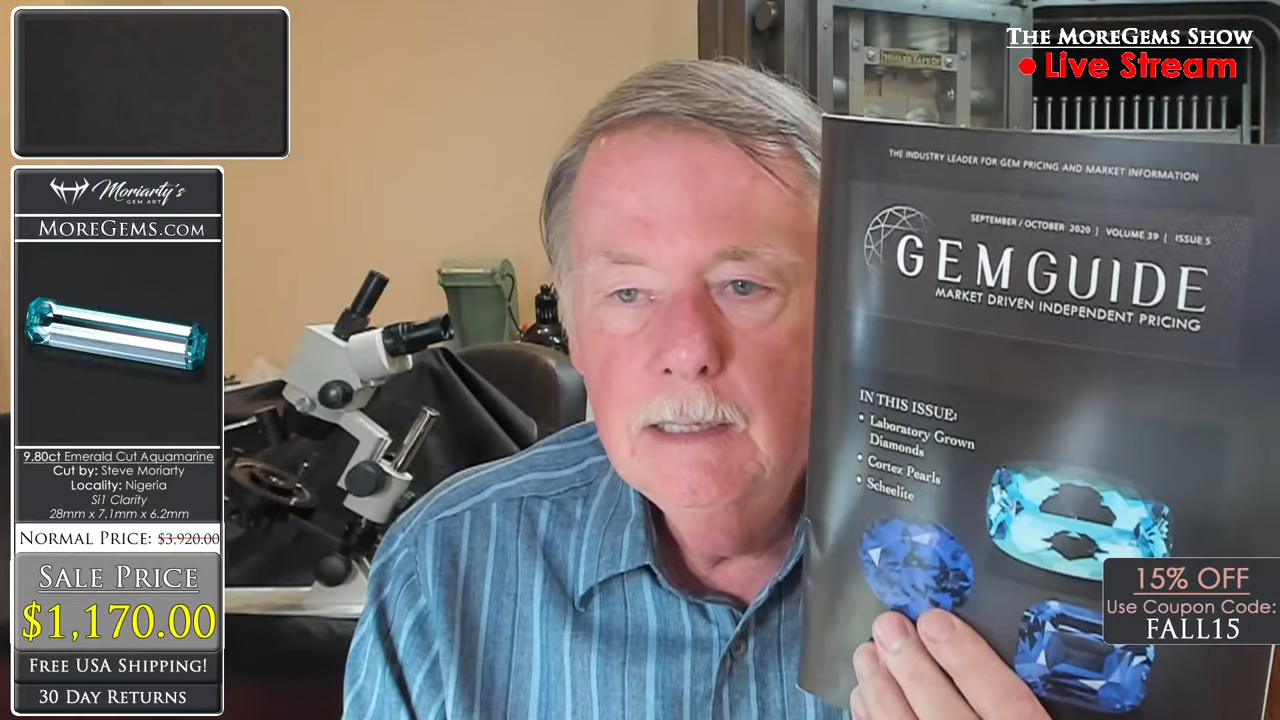 THE MOREGEMS SHOW
Live Stream
Moriarty's
GEM ART
MOREGEMS.COM
9.80ct Emerald Cut Aquamarine
Cut by: Steve Moriarty
Locality: Nigeria
Si1 Clarity
28mm x 7.1mm x 6.2mm
NORMAL PRICE: $3,920.00
SALE PRICE
$1,170.00
FREE USA SHIPPING!
30 DAY RETURNS
THE INDUSTRY LEADER FOR GEM PRICING AND MARKET INFORMATION
SEPTEMBER / OCTOBER 2020 | VOLUME 39 | ISSUE 5
GEMGUIDE
MARKET DRIVEN INDEPENDENT PRICING
IN THIS ISSUE:
• Laboratory Grown
Diamonds
• Cortez Pearls
• Scheelite
15% OFF
Use Coupon Code:
FALL15